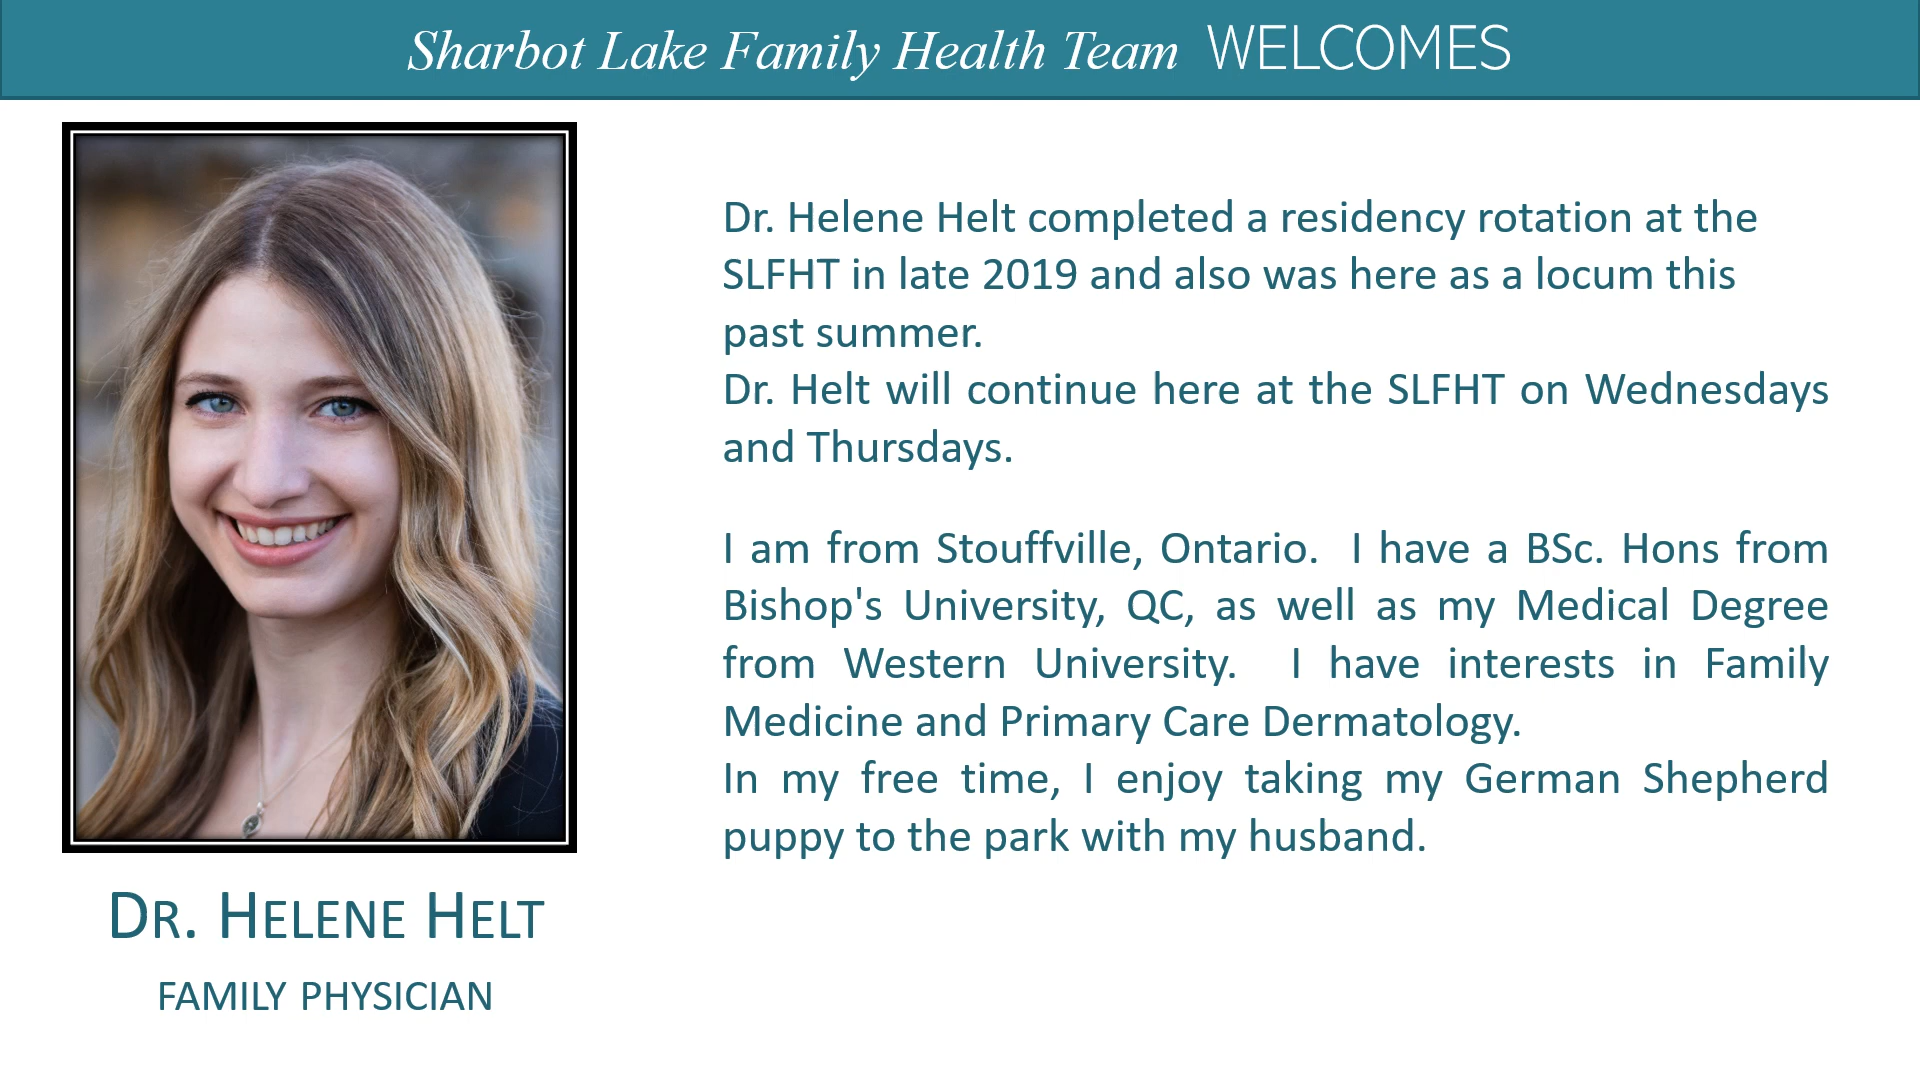 Sharbot Lake Family Health Team WELCOMES
Dr. Helene Helt completed a residency rotation at the
SLFHT in late 2019 and also was here as a locum this
past summer.
Dr. Helt will continue here at the SLFHT on Wednesdays
and Thursdays.
I am from Stouffville, Ontario.  I have a BSc. Hons from
Bishop's University, QC, as well as my Medical Degree
from Western University.  I have interests in Family
Medicine and Primary Care Dermatology.
In my free time, I enjoy taking my German Shepherd
puppy to the park with my husband.
DR. HELENE HELT
FAMILY PHYSICIAN